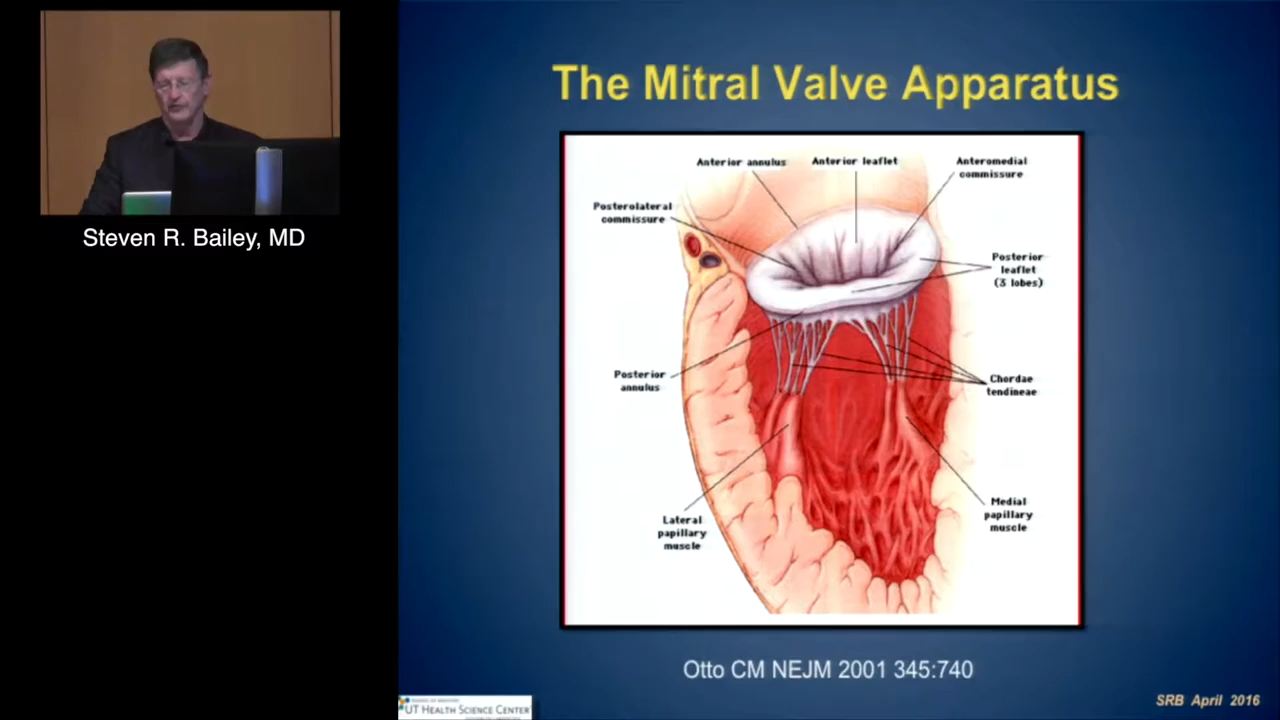 Steven R. Bailey, MD
The Mitral Valve Apparatus
Anterior annulus
Anterior leaflet
Anteromedial
commissure
Posterolateral
commissure
Posterior
leaflet
(3 lobes)
Posterior
annulus
Chordae
tendineae
Lateral
papillary
muscle
Medial
papillary
muscle
Otto CM NEJM 2001 345:740
UT HEALTH SCIENCE CENTER
SRB April 2016